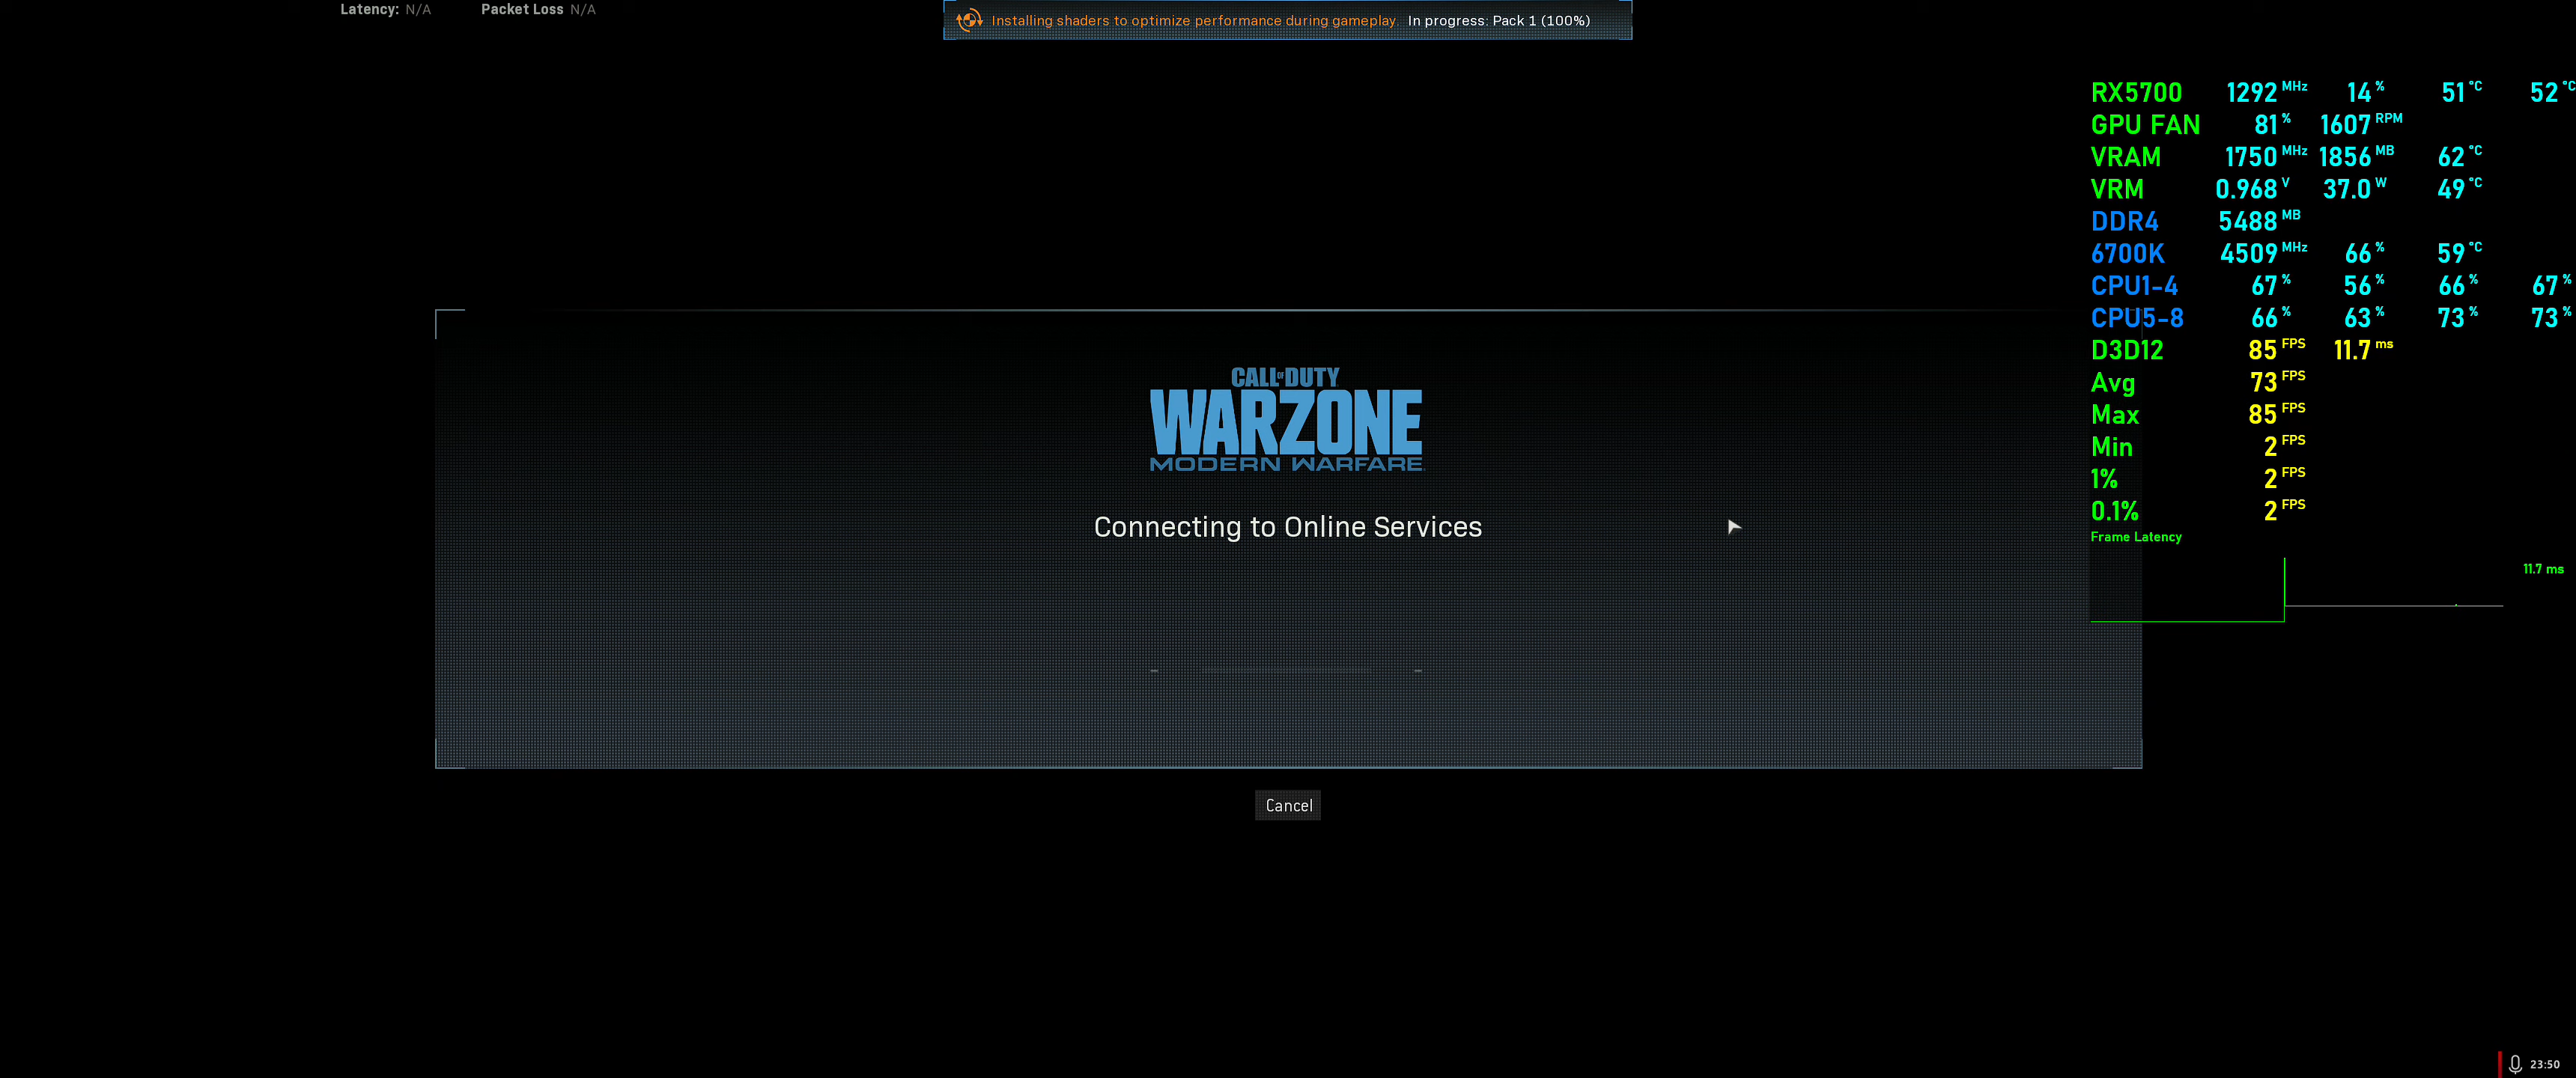 Latency: N/A Packet Loss N/A
Installing shaders to optimize performance during gameplay. In progress: Pack 1 (100%)
RX5700 1292 MHz 14 % 51 °C 52 °C
GPU FAN 81 % 1607 RPM
VRAM 1750 MHz 1856 MB 62 °C
VRM 0.968 V 37.0 W 49 °C
DDR4 5488 MB
6700K 4509 MHz 66 % 59 °C
CPU1-4 67 % 56 % 66 % 67 %
CPU5-8 66 % 63 % 73 % 73 %
D3D12 85 FPS 11.7 ms
Avg 73 FPS
Max 85 FPS
Min 2 FPS
1% 2 FPS
0.1% 2 FPS
Frame Latency
11.7 ms
CALL OF DUTY
WARZONE
MODERN WARFARE
Connecting to Online Services
Cancel
23:50